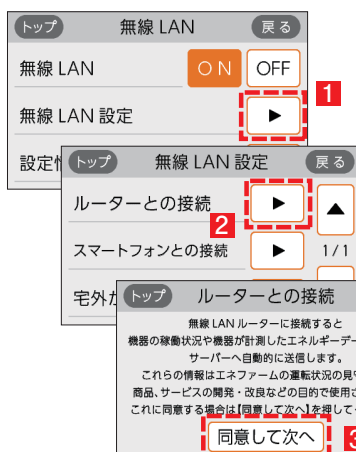 トップ 無線 LAN 戻る
無線 LAN ON OFF
1
無線 LAN 設定 ▶
設定
トップ 無線 LAN 設定 戻る
ルーターとの接続 ▶ ▲
2
スマートフォンとの接続 ▶ 1/1
宅外
トップ ルーターとの接続
無線 LAN ルーターに接続すると
機器の稼働状況や機器が計測したエネルギーデー
サーバーへ自動的に送信します。
これらの情報はエネファームの運転状況の見
商品、サービスの開発・改良などの目的で使用
これに同意する場合は【同意して次へ】を押して
同意して次へ 3